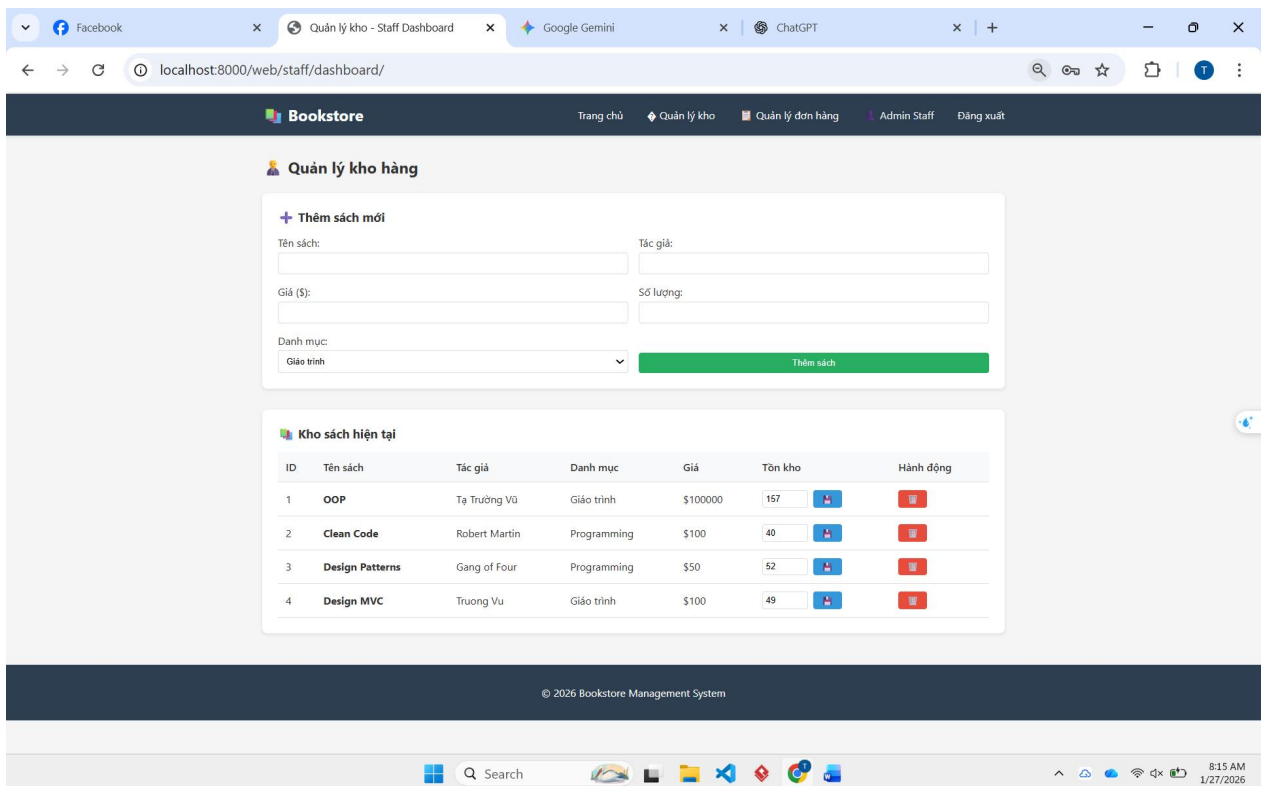 Facebook
Quản lý kho - Staff Dashboard
Google Gemini
ChatGPT
localhost:8000/web/staff/dashboard/
T
Bookstore
Trang chủ
Quản lý kho
Quản lý đơn hàng
Admin Staff
Đăng xuất
Quản lý kho hàng
Thêm sách mới
Tên sách: Tác giả:
Giá ($): Số lượng:
Danh mục:
Giáo trình Thêm sách
Kho sách hiện tại
ID Tên sách Tác giả Danh mục Giá Tồn kho Hành động
1 OOP Tạ Trường Vũ Giáo trình $100000 157
2 Clean Code Robert Martin Programming $100 40
3 Design Patterns Gang of Four Programming $50 52
4 Design MVC Truong Vu Giáo trình $100 49
© 2026 Bookstore Management System
Search
8:15 AM
1/27/2026